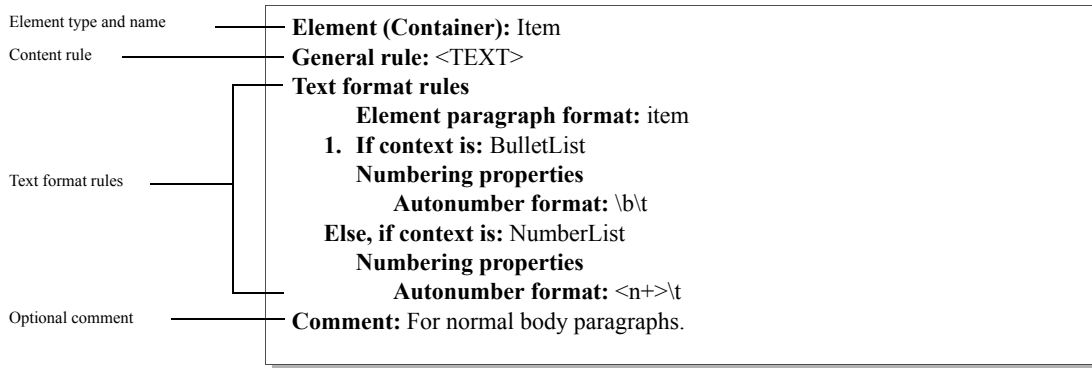 Element type and name
Element (Container): Item
Content rule
General rule: <TEXT>
Text format rules
Element paragraph format: item
1. If context is: BulletList
Numbering properties
Text format rules
Autonumber format: \b\t
Else, if context is: NumberList
Numbering properties
Autonumber format: <n+>\t
Optional comment
Comment: For normal body paragraphs.